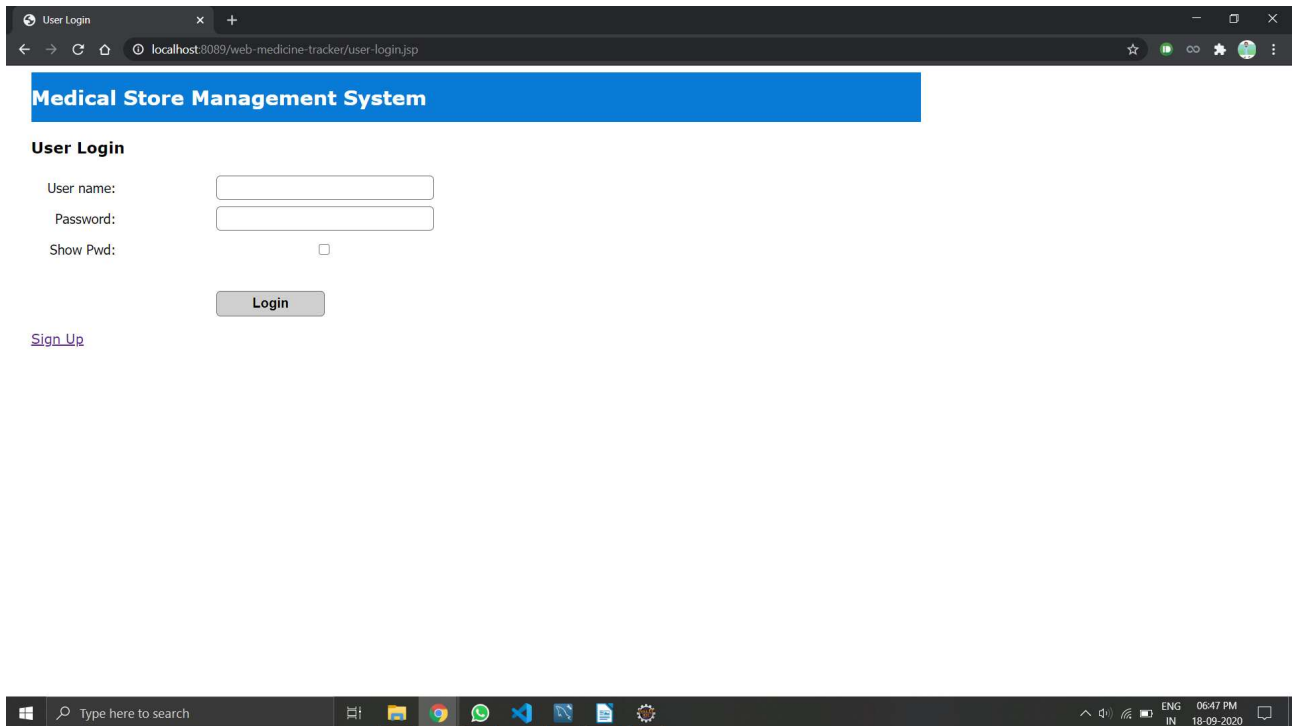 User Login
localhost:8089/web-medicine-tracker/user-login.jsp
Medical Store Management System
User Login
User name:
Password:
Show Pwd:
Login
Sign Up
Type here to search
ENG 06:47 PM
IN 18-09-2020